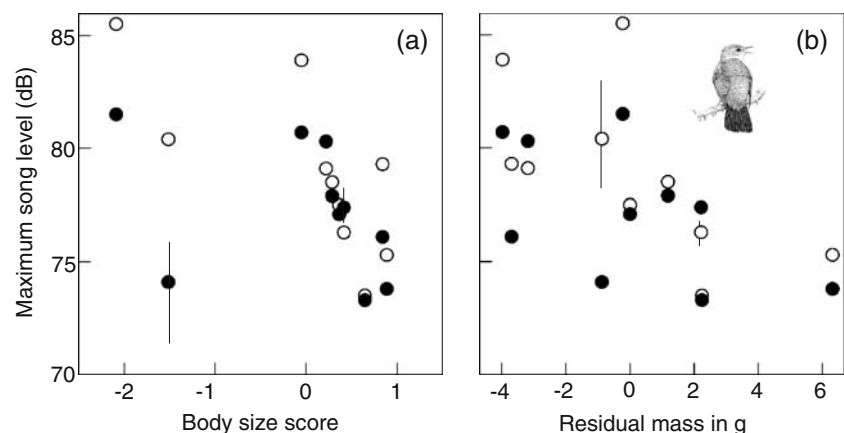 (a)
(b)
Maximum song level (dB)
85
80
75
70
-2 -1 0 1
-4 -2 0 2 4 6
Body size score
Residual mass in g